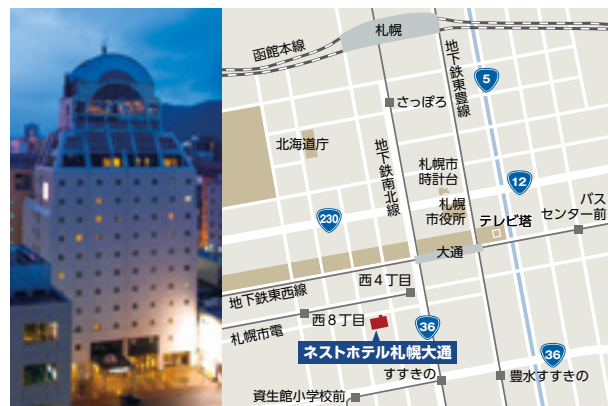 札幌
函館本線
地下鉄東豊線
5
さっぽろ
北海道庁
地下鉄南北線
札幌市
時計台
12
札幌
市役所
バス
センター前
230
テレビ塔
大通
地下鉄東西線
西4丁目
札幌市電
西8丁目
36
ネストホテル札幌大通
36
すすきの
豊水すすきの
資生館小学校前